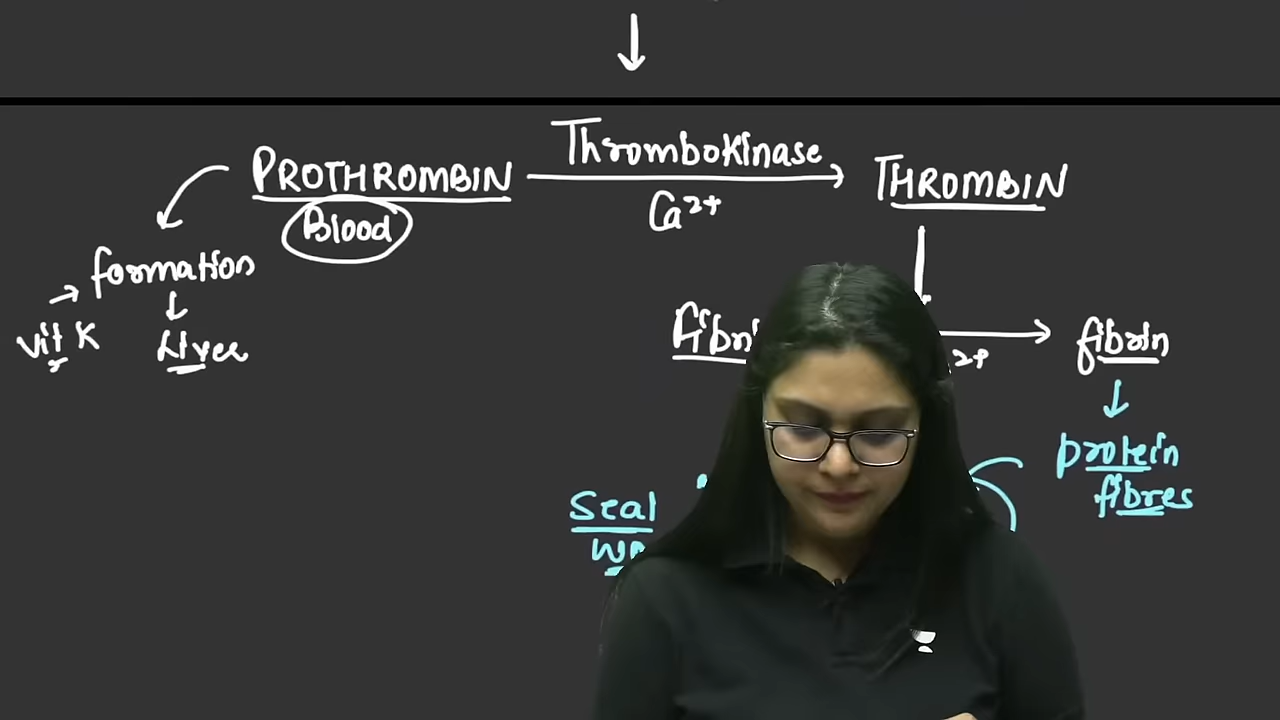 Thrombokinase
PROTHROMBIN
THROMBIN
Blood
Ca²⁺
formation
vit K
Liver
fibrin
protein
fibres
Seal